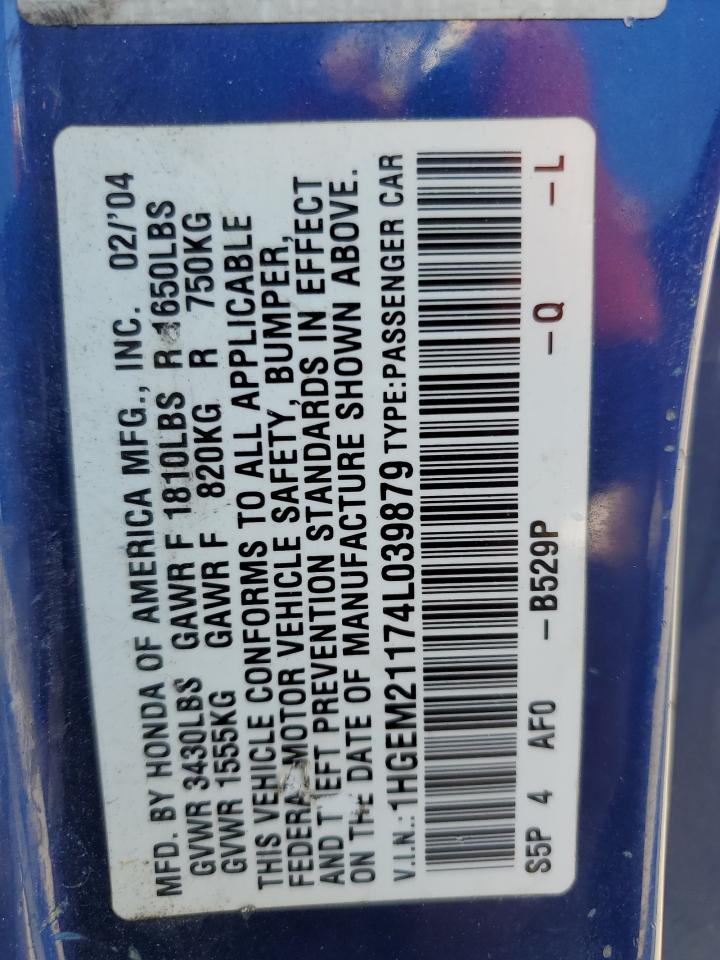 MFD. BY HONDA OF AMERICA MFG., INC. 02/'04
GVWR 3430LBS GAWR F 1810LBS R 1650LBS
GVWR 1555KG GAWR F 820KG R 750KG
THIS VEHICLE CONFORMS TO ALL APPLICABLE
FEDERAL MOTOR VEHICLE SAFETY, BUMPER,
AND THEFT PREVENTION STANDARDS IN EFFECT
ON THE DATE OF MANUFACTURE SHOWN ABOVE.
V.I.N.: 1HGEM21174L039879 TYPE:PASSENGER CAR
S5P 4 AF0 -B529P -Q -L